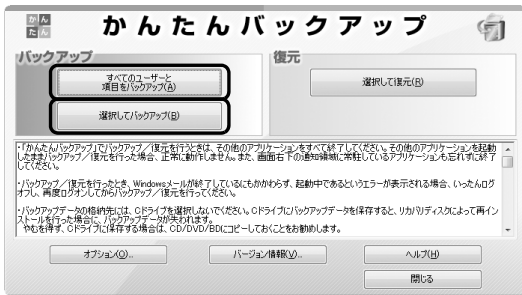 かんたん
かんたんバックアップ
バックアップ
復元
すべてのユーザーと
項目をバックアップ(A)
選択してバックアップ(B)
選択して復元(R)
・「かんたんバックアップ」でバックアップ／復元を行うときは、その他のアプリケーションをすべて終了してください。その他のアプリケーションを起動
したままバックアップ／復元を行った場合、正常に動作しません。また、画面右下の通知領域に常駐しているアプリケーションも忘れずに終了
してください。
・バックアップ／復元を行ったとき、Windowsメールが終了しているにもかかわらず、起動中であるというエラーが表示される場合、いったんログ
オフし、再度ログオンしてからバックアップ／復元を行ってください。
・バックアップデータの格納先には、Cドライブを選択しないでください。Cドライブにバックアップデータを保存すると、リカバリディスクによって再イン
ストールを行った場合に、バックアップデータが失われます。
やむを得ず、Cドライブに保存する場合は、CD/DVD/BDにコピーしておくことをお勧めします。
オプション(O)...
バージョン情報(V)...
ヘルプ(H)
閉じる